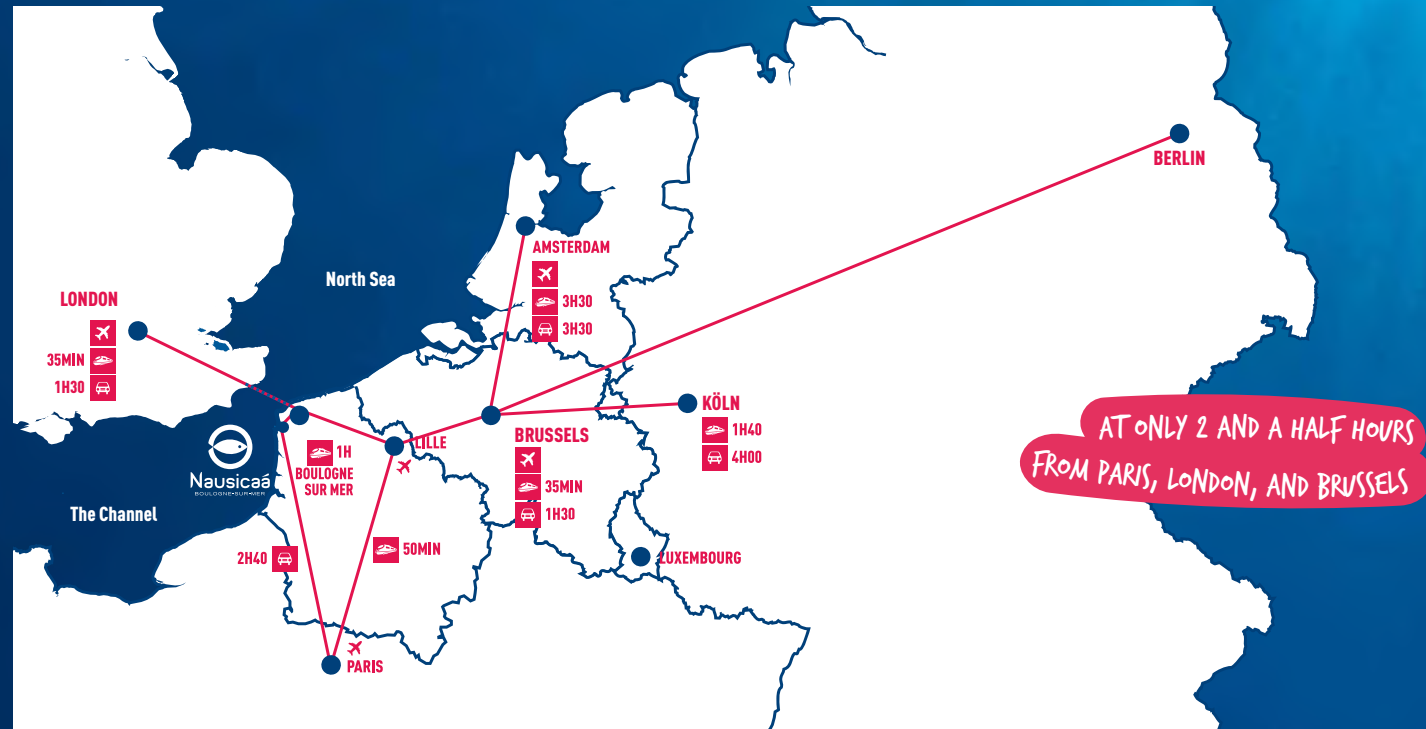 BERLIN
AMSTERDAM
3H30
3H30
North Sea
LONDON
35MIN
1H30
KÖLN
1H40
4H00
BRUSSELS
35MIN
1H30
LILLE
1H
BOULOGNE
SUR MER
Nausicaá
BOULOGNE-SUR-MER
The Channel
2H40
50MIN
ZUXEMBOURG
PARIS
AT ONLY 2 AND A HALF HOURS
FROM PARIS, LONDON, AND BRUSSELS